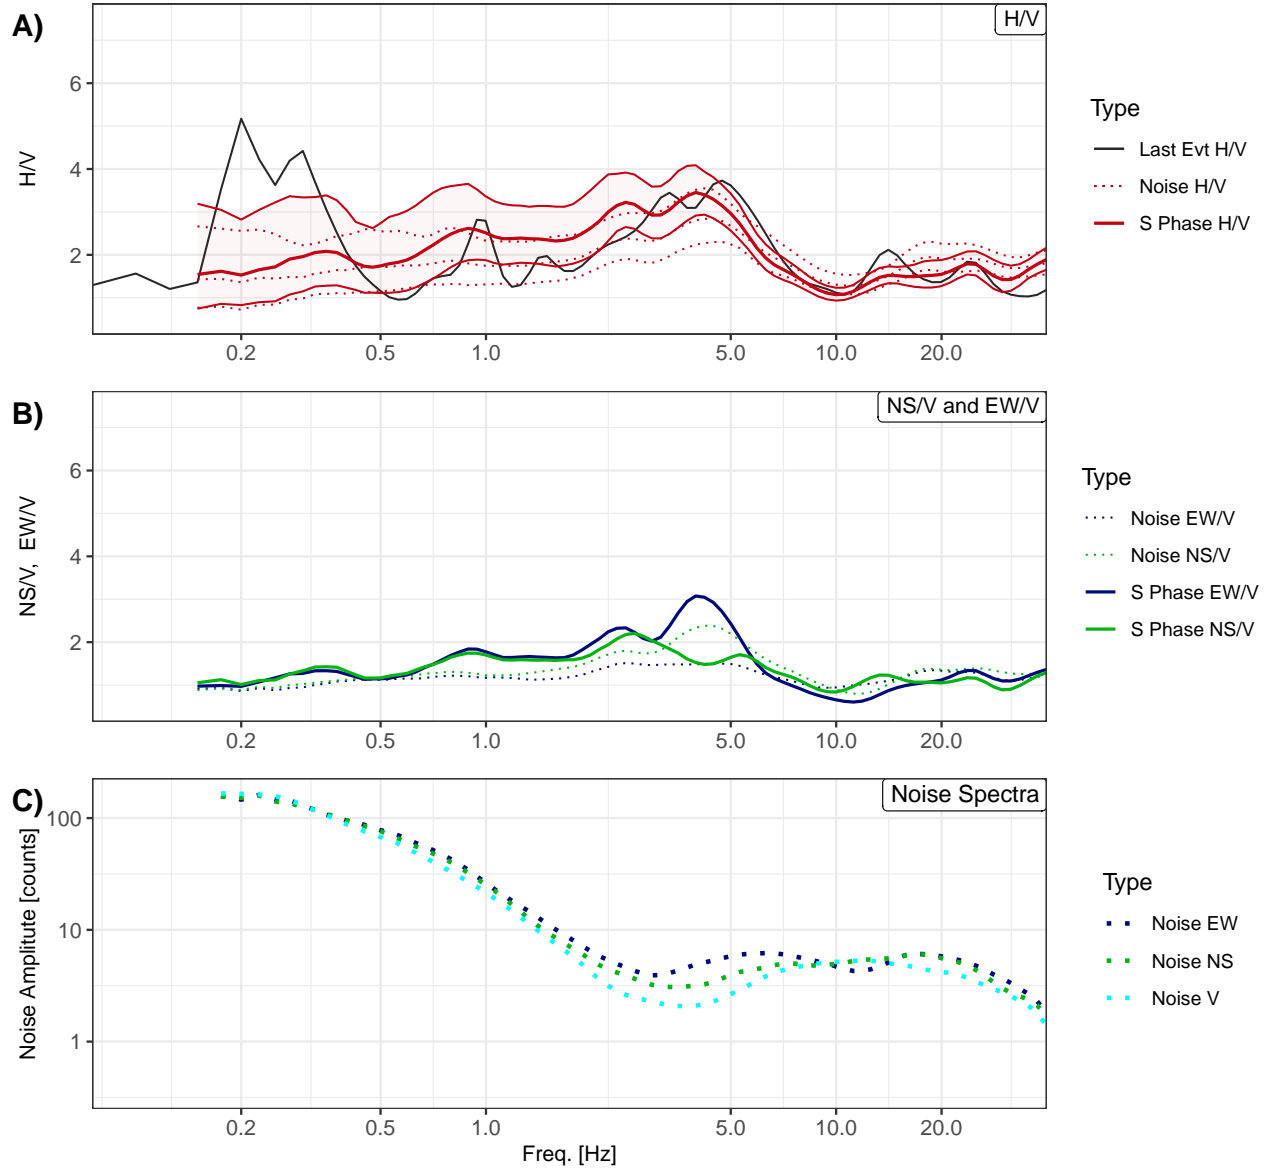 A)
H/V
6
4
2
H/V
0.2 0.5 1.0 5.0 10.0 20.0
Type
Last Evt H/V
Noise H/V
S Phase H/V
B)
NS/V and EW/V
6
4
2
NS/V, EW/V
0.2 0.5 1.0 5.0 10.0 20.0
Type
Noise EW/V
Noise NS/V
S Phase EW/V
S Phase NS/V
C)
Noise Spectra
100
10
1
Noise Amplitute [counts]
0.2 0.5 1.0 5.0 10.0 20.0
Freq. [Hz]
Type
Noise EW
Noise NS
Noise V